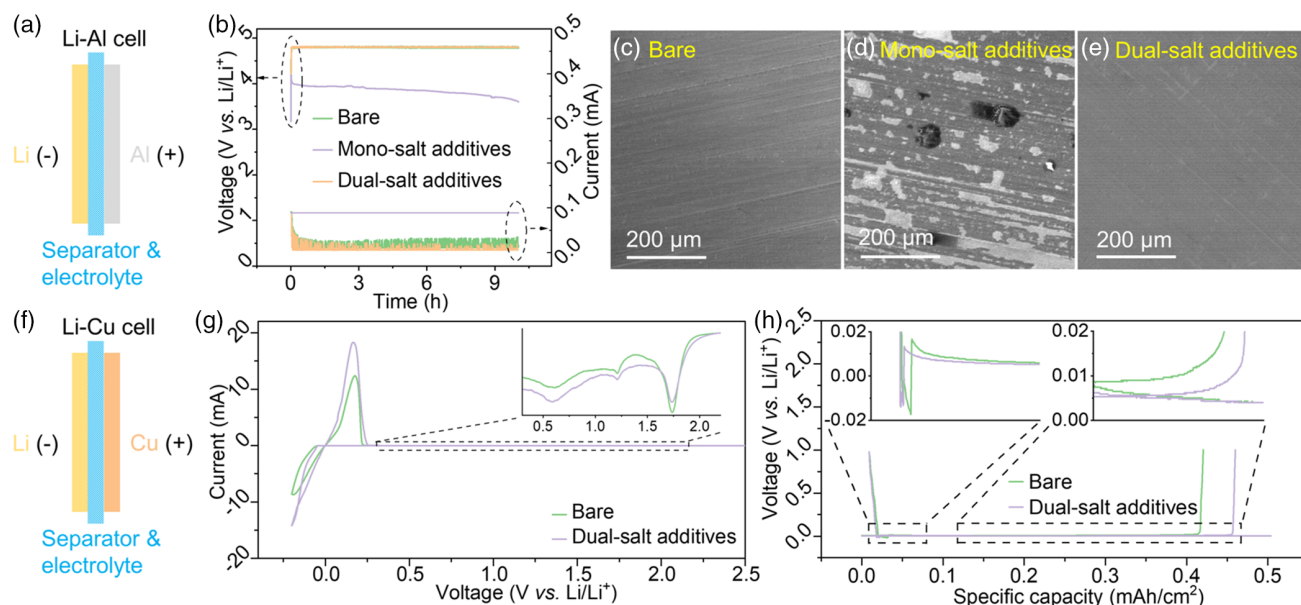 (a)
Li-Al cell
Li (-)
Al (+)
Separator &
electrolyte
(b)
Voltage (V vs. Li/Li⁺)
5
4
3
2
1
0
0.5
0.4
0.3
0.2
0.1
0.0
Current (mA)
Bare
Mono-salt additives
Dual-salt additives
0
3
6
9
Time (h)
(c) Bare
200 µm
(d) Mono-salt additives
200 µm
(e) Dual-salt additives
200 µm
(f)
Li-Cu cell
Li (-)
Cu (+)
Separator &
electrolyte
(g)
Current (mA)
20
10
0
-10
-20
0.5 1.0 1.5 2.0
Bare
Dual-salt additives
0.0 0.5 1.0 1.5 2.0 2.5
Voltage (V vs. Li/Li⁺)
(h)
Voltage (V vs. Li/Li⁺)
2.5
2.0
1.5
1.0
0.5
0.0
0.02
0.00
-0.02
0.02
0.01
0.00
Bare
Dual-salt additives
0.0 0.1 0.2 0.3 0.4 0.5
Specific capacity (mAh/cm²)